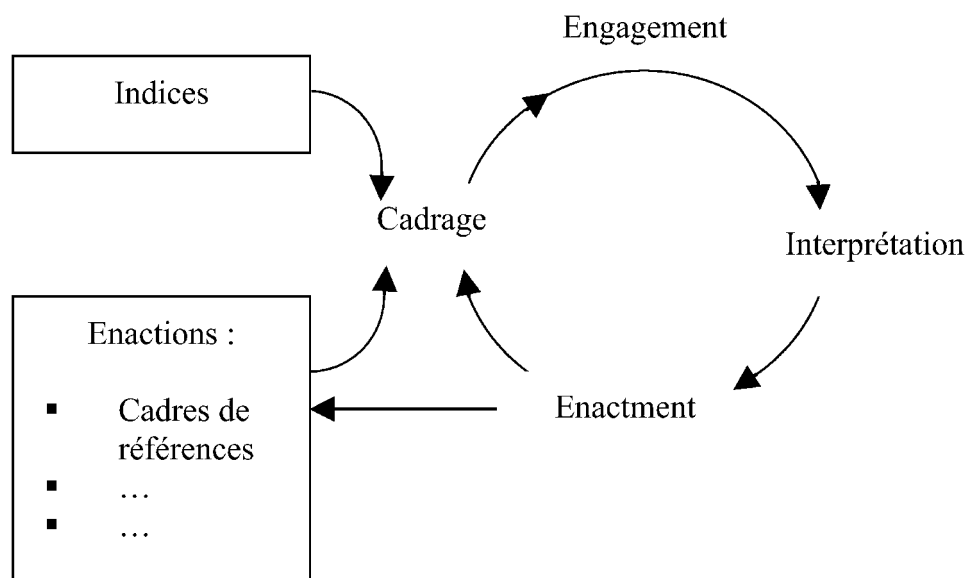 Engagement
Indices
Cadrage
Interprétation
Enactions :
▪ Cadres de
références
▪ …
▪ …
Enactment